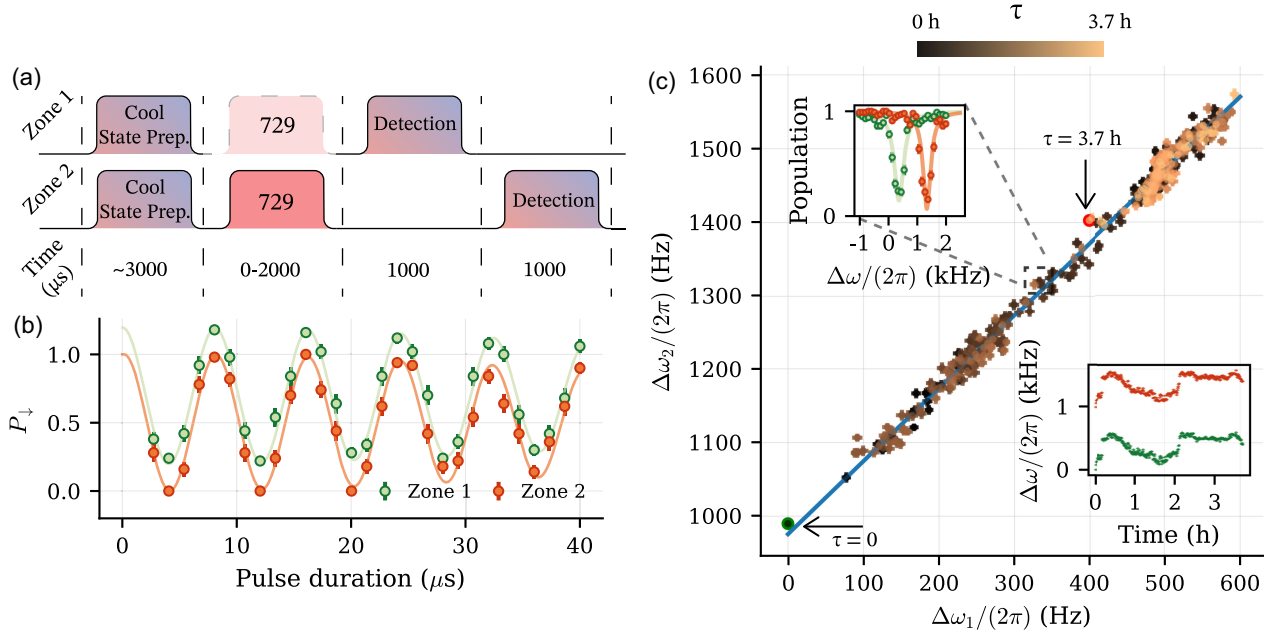 (a)
Zone 1
Cool
State Prep.
729
Detection
Zone 2
Cool
State Prep.
729
Detection
Time
(μs)
~3000
0-2000
1000
1000
(b)
P↓
1.0
0.5
0.0
Zone 1
Zone 2
0
10
20
30
40
Pulse duration (μs)
τ
0 h
3.7 h
(c)
Δω₂/(2π) (Hz)
1600
1500
1400
1300
1200
1100
1000
0
100
200
300
400
500
600
Δω₁/(2π) (Hz)
Population
1
0
-1
0
1
2
Δω/(2π) (kHz)
τ = 3.7 h
τ = 0
Δω/(2π) (kHz)
1
0
0
1
2
3
Time (h)